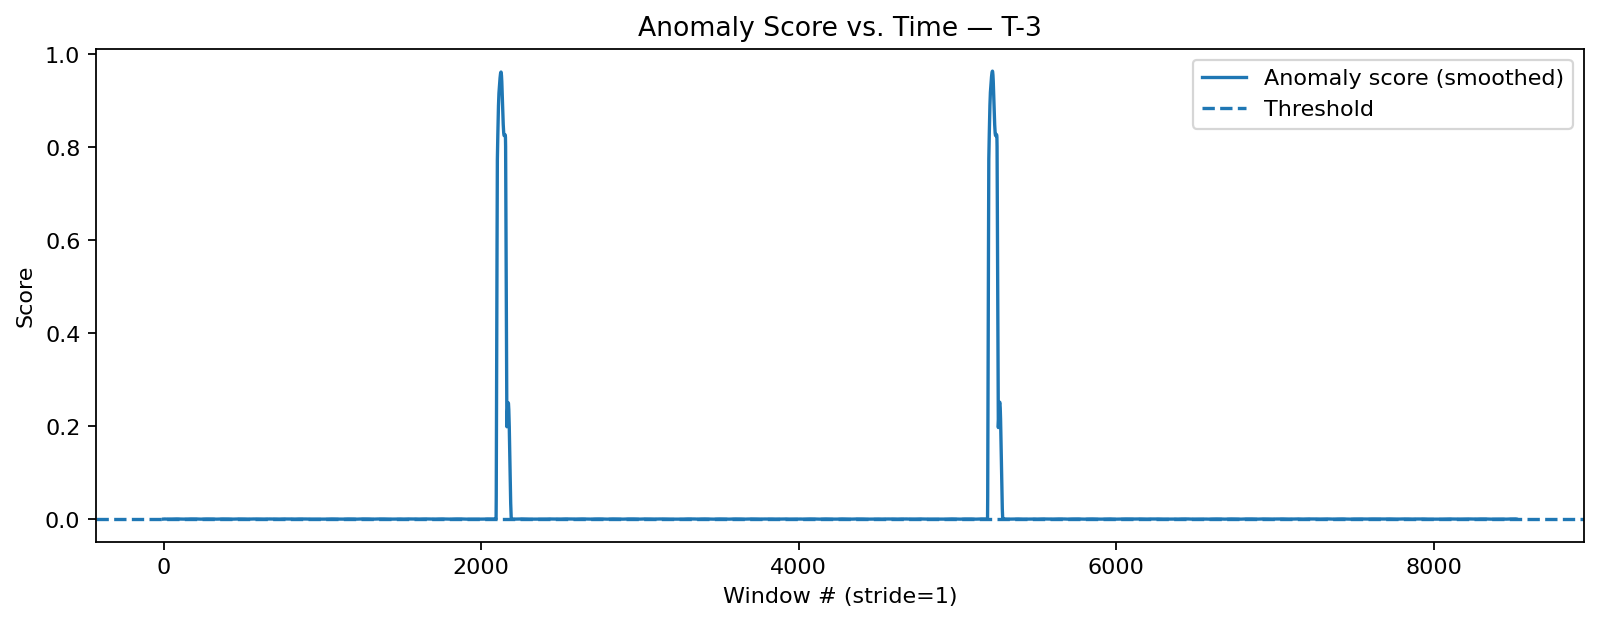 Anomaly Score vs. Time — T-3
Anomaly score (smoothed)
Threshold
Score
1.0
0.8
0.6
0.4
0.2
0.0
0 2000 4000 6000 8000
Window # (stride=1)